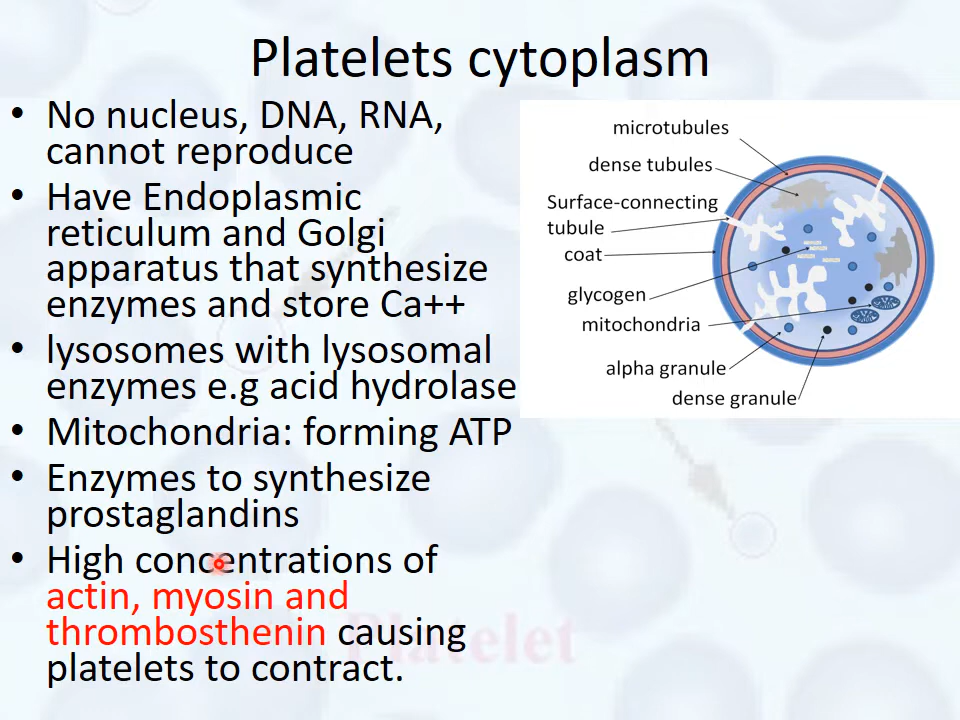 Platelets cytoplasm
• No nucleus, DNA, RNA,
cannot reproduce
• Have Endoplasmic
reticulum and Golgi
apparatus that synthesize
enzymes and store Ca++
• lysosomes with lysosomal
enzymes e.g acid hydrolase
• Mitochondria: forming ATP
• Enzymes to synthesize
prostaglandins
• High concentrations of
actin, myosin and
thrombosthenin causing
platelets to contract.
microtubules
dense tubules
Surface-connecting
tubule
coat
glycogen
mitochondria
alpha granule
dense granule
Platelet